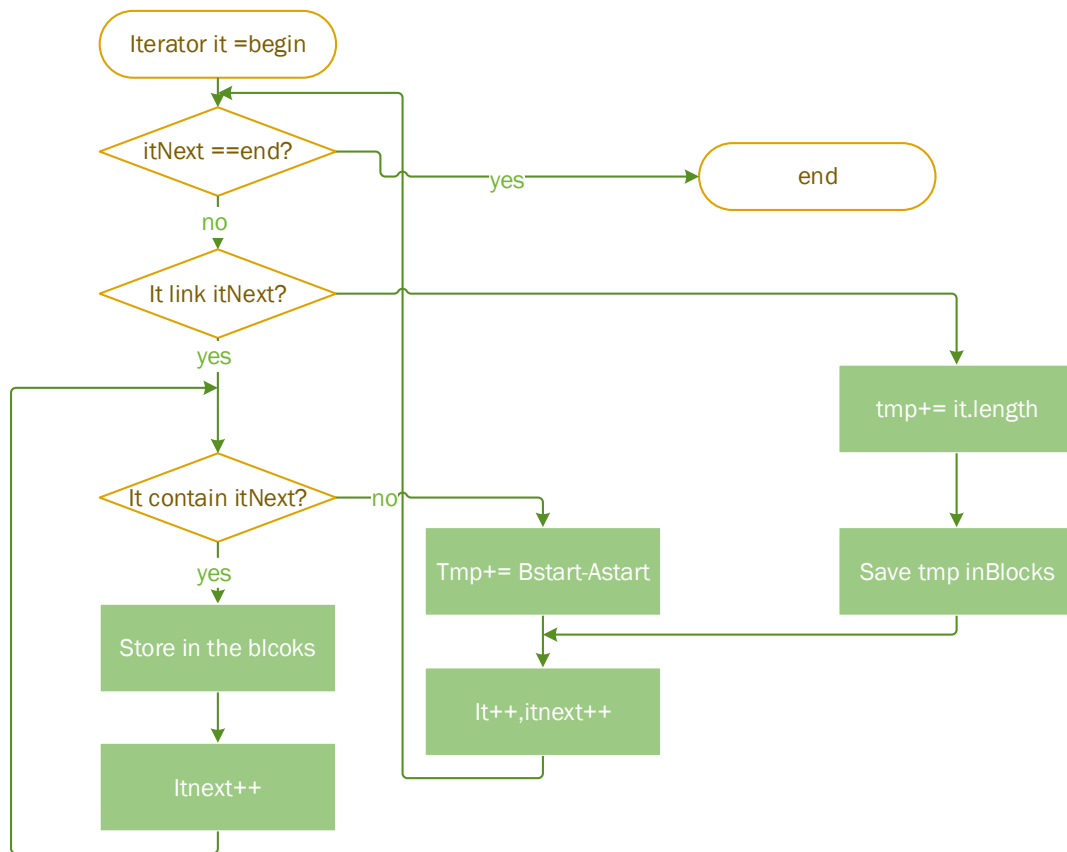 Iterator it =begin
itNext ==end?
yes
end
no
It link itNext?
yes
tmp+= it.length
It contain itNext?
no
Tmp+= Bstart-Astart
Save tmp inBlocks
yes
Store in the blcoks
It++,itnext++
Itnext++